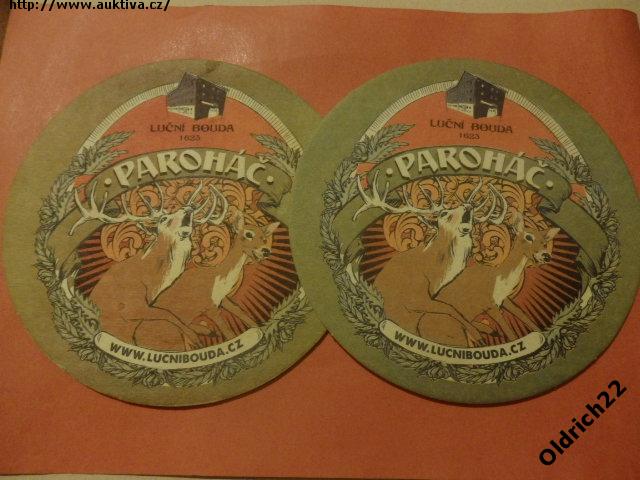 http://www.auktiva.cz/
LUČNÍ BOUDA
1623
PAROHÁČ
WWW.LUCNIBOUDA.CZ
LUČNÍ BOUDA
1623
PAROHÁČ
WWW.LUCNIBOUDA.CZ
Oldrich22